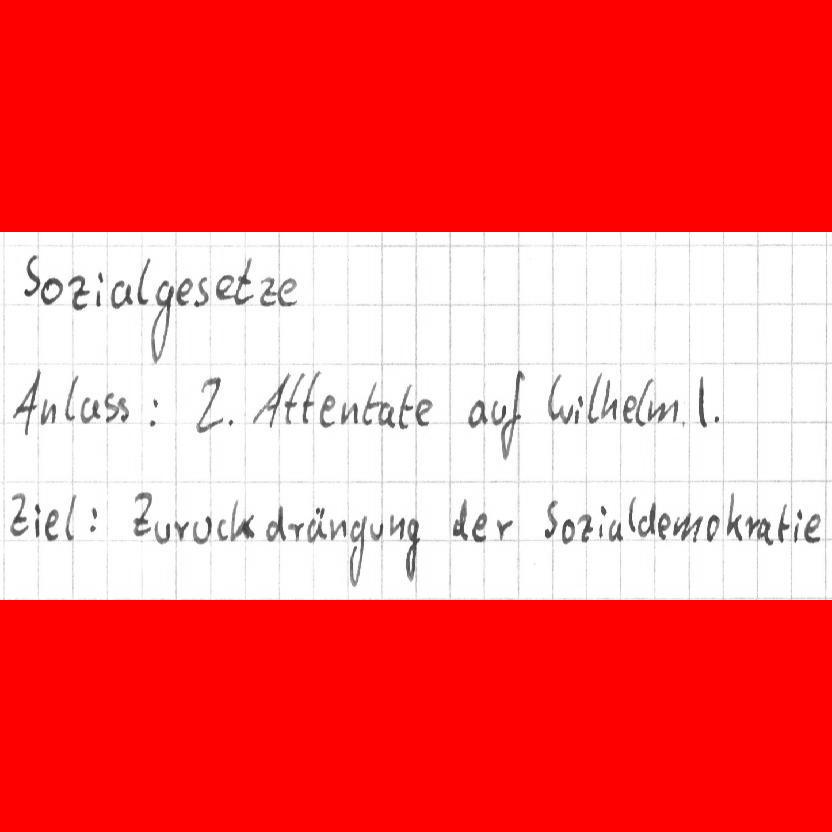 Sozialgesetze
Anlass: 2. Attentate auf Wilhelm I.
Ziel: Zuruckdrängung der Sozialdemokratie